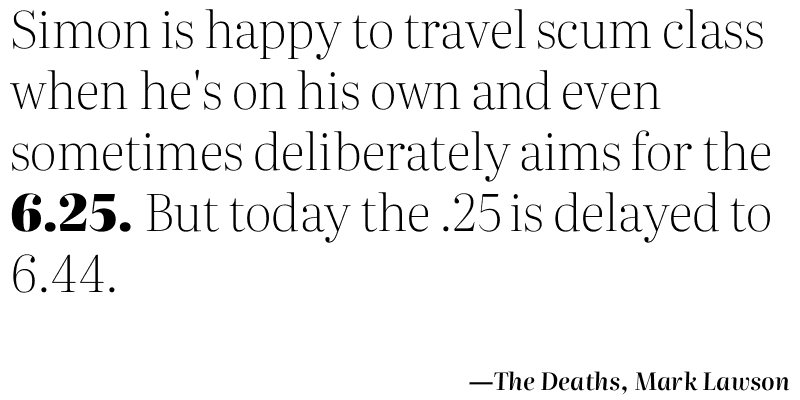 Simon is happy to travel scum class
when he's on his own and even
sometimes deliberately aims for the
6.25. But today the .25 is delayed to
6.44.
—The Deaths, Mark Lawson